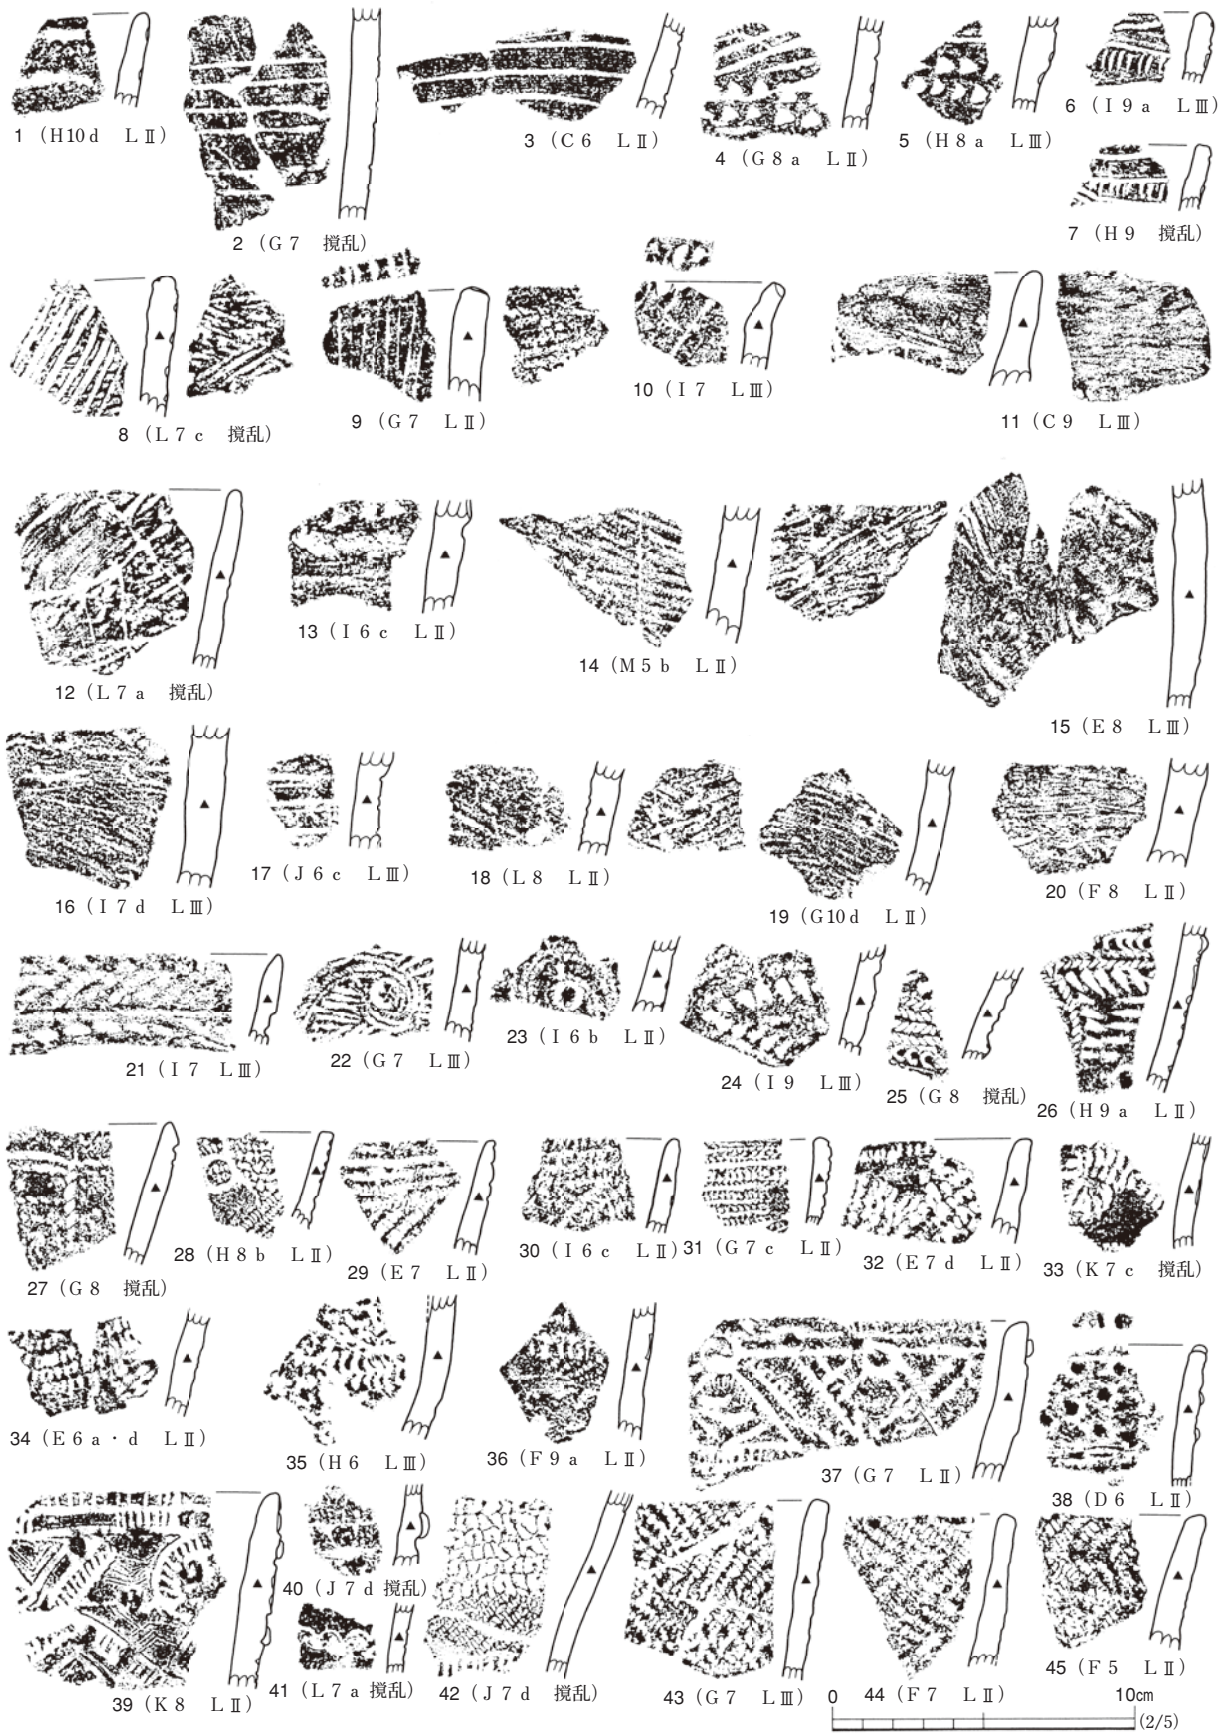 1（H10d　LⅡ）
2（G7　撹乱）
3（C6　LⅡ）
4（G8a　LⅡ）
5（H8a　LⅢ）
6（I9a　LⅢ）
7（H9　撹乱）
8（L7c　撹乱）
9（G7　LⅡ）
10（I7　LⅢ）
11（C9　LⅢ）
12（L7a　撹乱）
13（I6c　LⅡ）
14（M5b　LⅡ）
15（E8　LⅢ）
16（I7d　LⅢ）
17（J6c　LⅢ）
18（L8　LⅡ）
19（G10d　LⅡ）
20（F8　LⅡ）
21（I7　LⅢ）
22（G7　LⅢ）
23（I6b　LⅡ）
24（I9　LⅢ）
25（G8　撹乱）
26（H9a　LⅡ）
27（G8　撹乱）
28（H8b　LⅡ）
29（E7　LⅡ）
30（I6c　LⅡ）
31（G7c　LⅡ）
32（E7d　LⅡ）
33（K7c　撹乱）
34（E6a・d　LⅡ）
35（H6　LⅢ）
36（F9a　LⅡ）
37（G7　LⅡ）
38（D6　LⅡ）
39（K8　LⅡ）
40（J7d 撹乱）
41（L7a 撹乱）
42（J7d　撹乱）
43（G7　LⅢ）
44（F7　LⅡ）
45（F5　LⅡ）
0　10cm
(2/5)